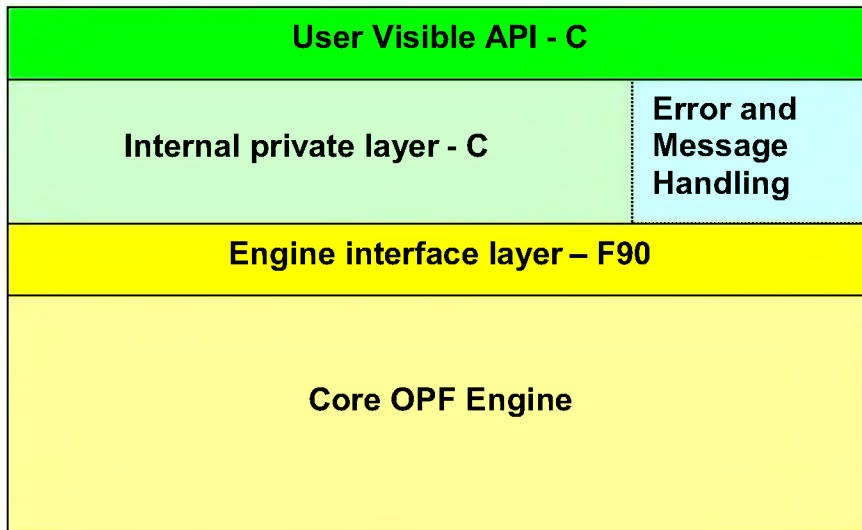 User Visible API - C
Internal private layer - C
Error and
Message
Handling
Engine interface layer – F90
Core OPF Engine